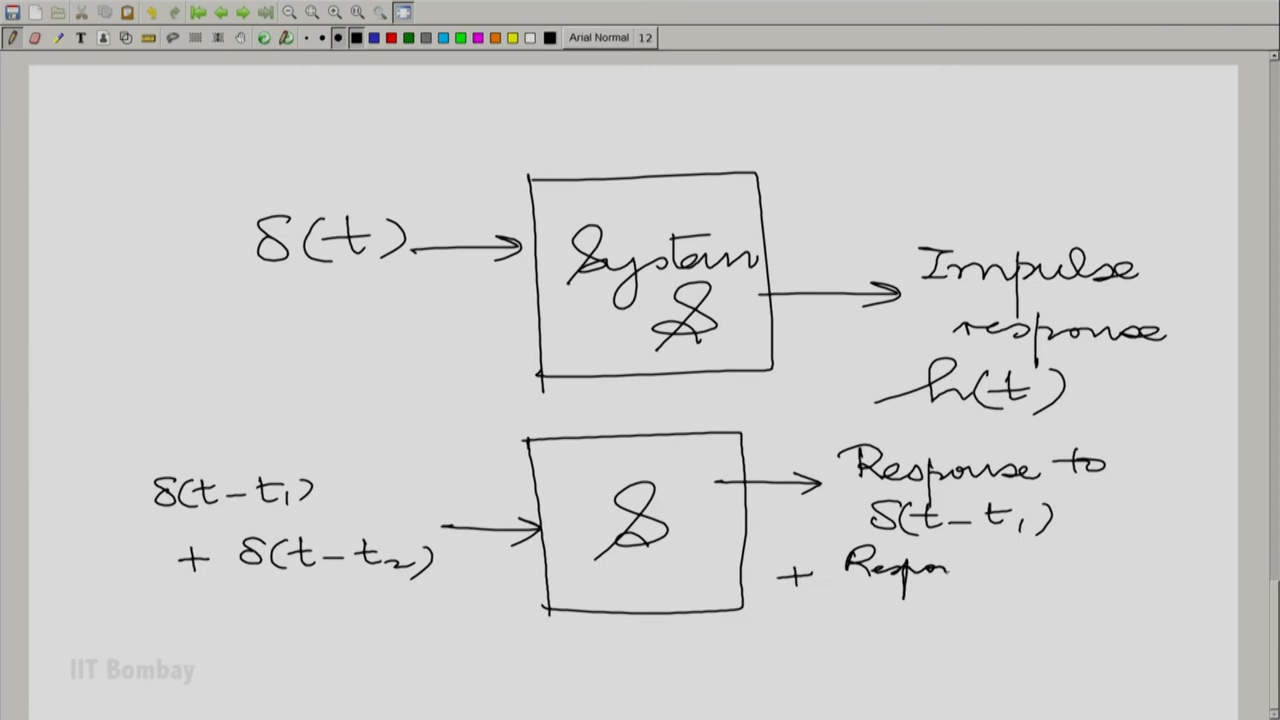 Arial Normal 12
δ(t)
System
S
Impulse
response
h(t)
δ(t-t₁)
+ δ(t-t₂)
S
Response to
δ(t-t₁)
+ Respon
IIT Bombay